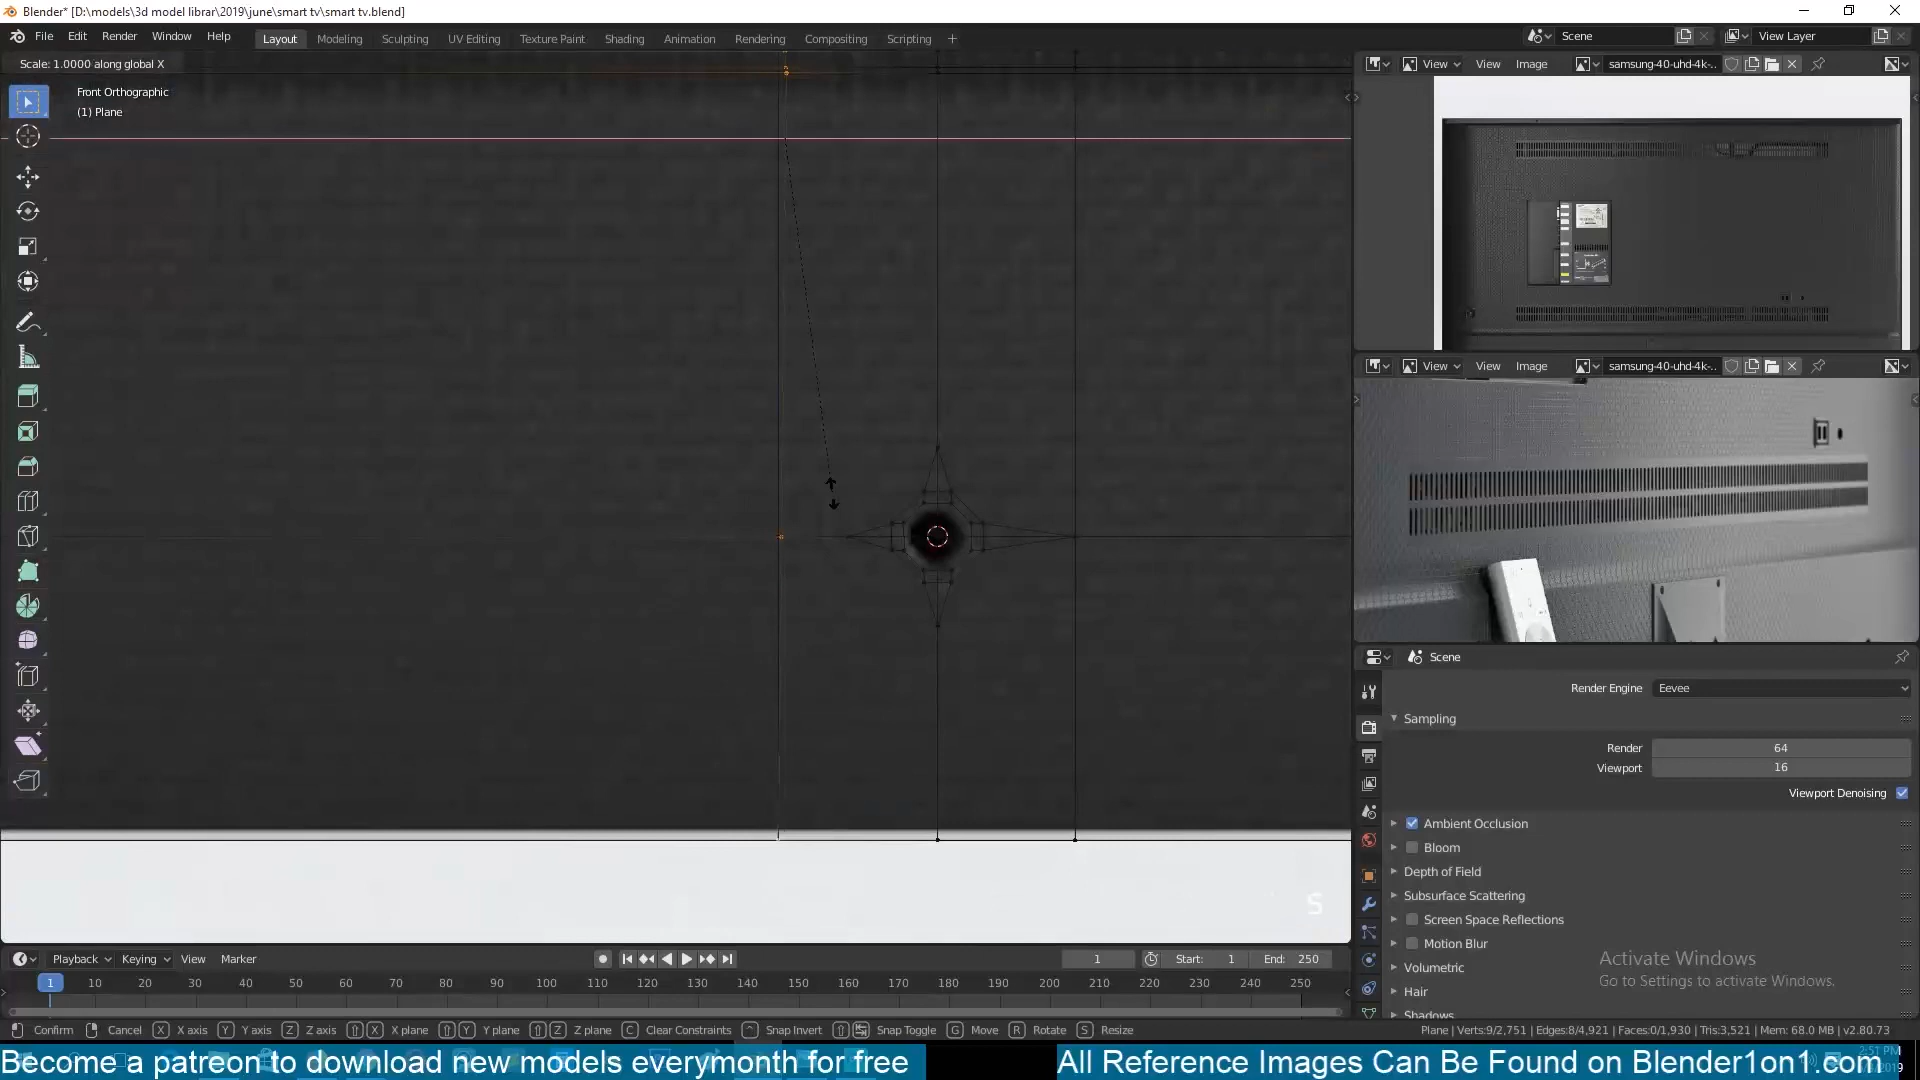 Blender* [D:\models\3d model librar\2019\june\smart tv\smart tv.blend]
File Edit Render Window Help Layout Modeling Sculpting UV Editing Texture Paint Shading Animation Rendering Compositing Scripting + Scene View Layer
Scale: 1.0000 along global X
Front Orthographic
(1) Plane
View View Image samsung-40-uhd-4k-..
View View Image samsung-40-uhd-4k-..
Scene
Render Engine Eevee
Sampling
Render 64
Viewport 16
Viewport Denoising
Ambient Occlusion
Bloom
Depth of Field
Subsurface Scattering
Screen Space Reflections
Motion Blur
Volumetric
Hair
Shadows
S
Activate Windows
Go to Settings to activate Windows.
Playback Keying View Marker 1 Start: 1 End: 250
1 10 20 30 40 50 60 70 80 90 100 110 120 130 140 150 160 170 180 190 200 210 220 230 240 250
Confirm Cancel X X axis Y Y axis Z Z axis X X plane Y Y plane Z Z plane C Clear Constraints Snap Invert Snap Toggle G Move R Rotate S Resize Plane | Verts:9/2,751 | Edges:8/4,921 | Faces:0/1,930 | Tris:3,521 | Mem: 68.0 MB | v2.80.73
Become a patreon to download new models everymonth for free
All Reference Images Can Be Found on Blender1on1.com